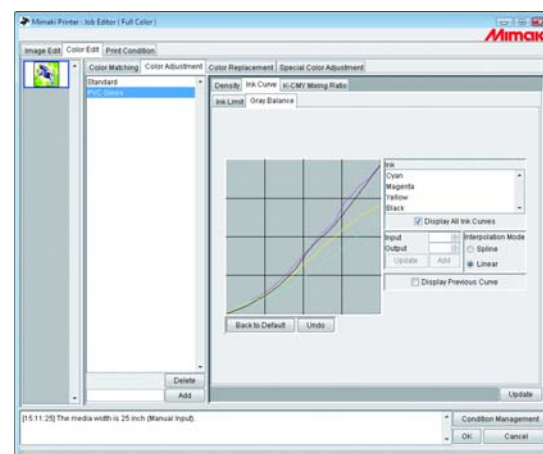 Mimaki Printer : Job Editor ( Full Color )
Mimaki
Image Edit Color Edit Print Condition
Color Matching Color Adjustment Color Replacement Special Color Adjustment
Standard
PVC Gloss
Density Ink Curve K-CMY Mixing Ratio
Ink Limit Gray Balance
Ink
Cyan
Magenta
Yellow
Black
Display All Ink Curves
Input
Output
Update Add
Interpolation Mode
Spline
Linear
Display Previous Curve
Back to Default Undo
Delete
Add
Update
[15:11:25] The media width is 25 inch (Manual Input).
Condition Management
OK Cancel